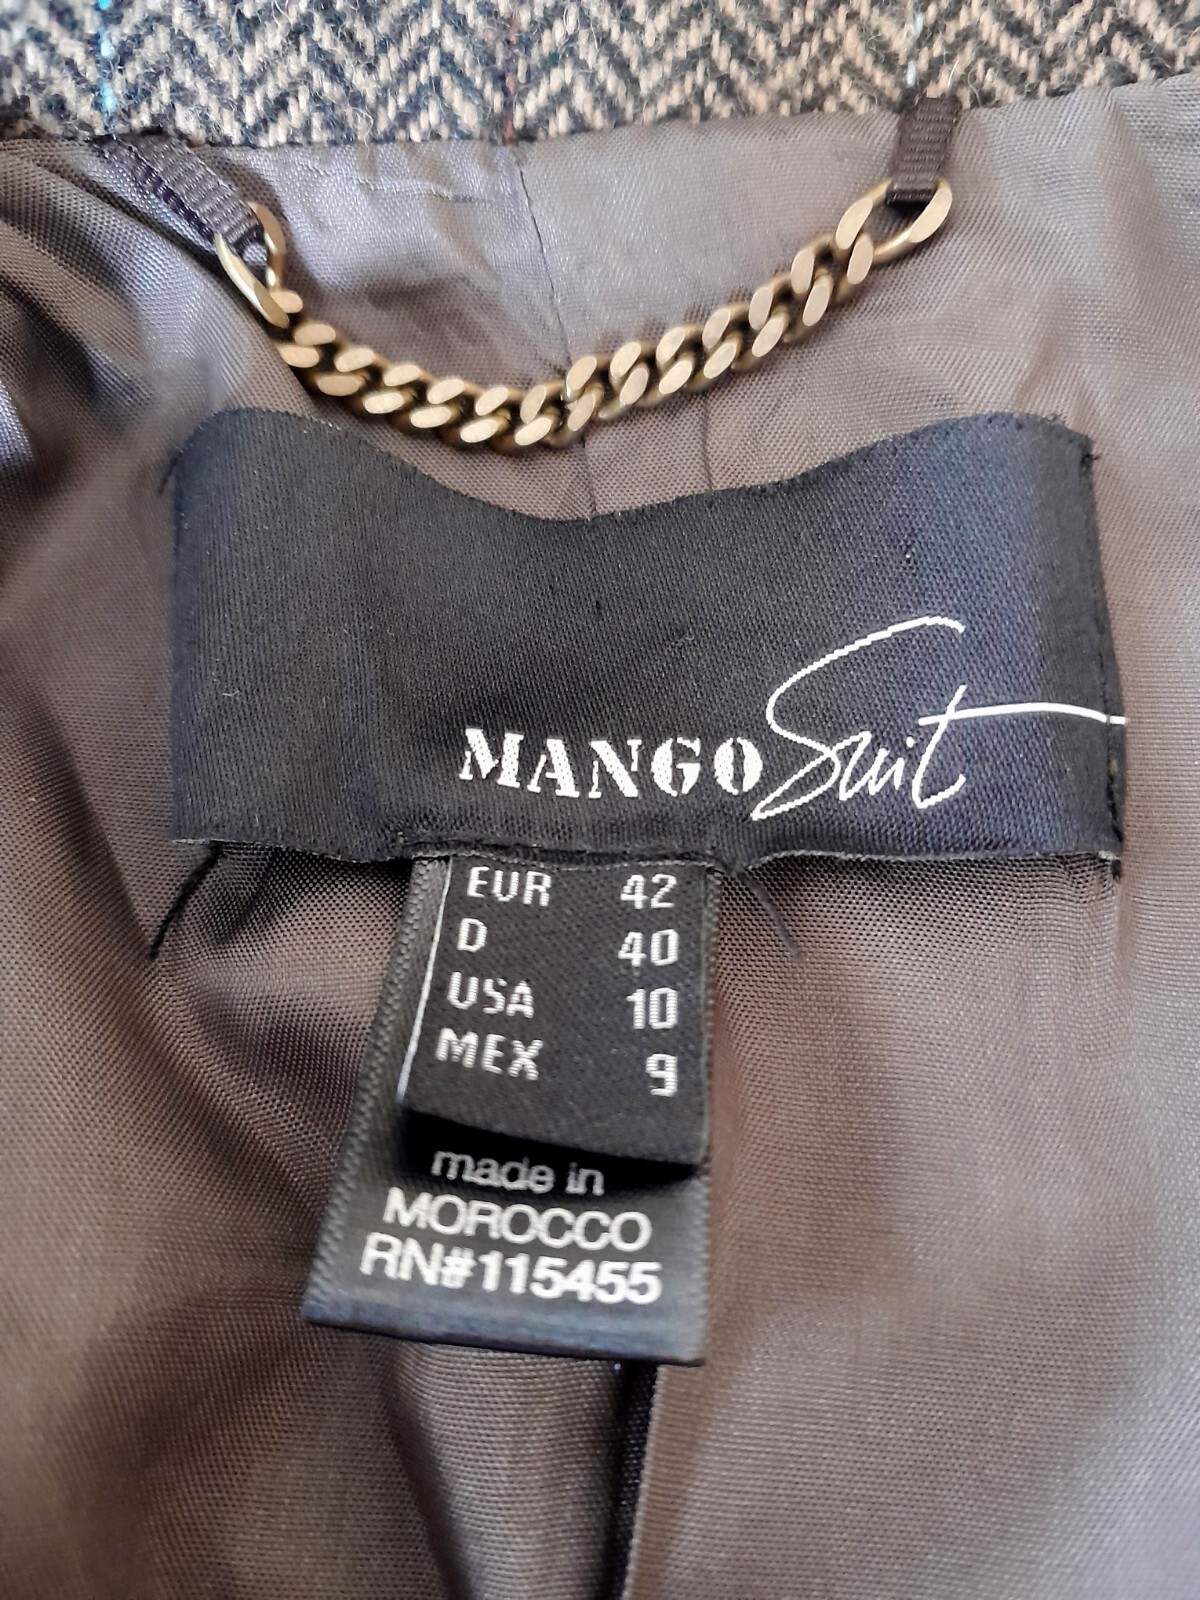 MANGO Suit
EUR 42
D 40
USA 10
MEX 9
made in
MOROCCO
RN#115455